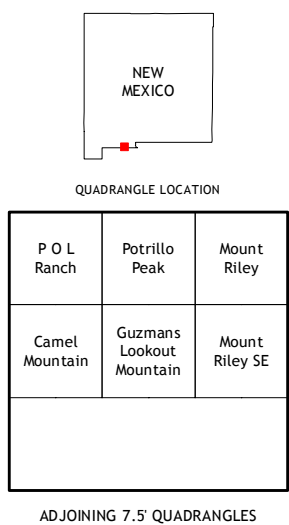 NEW
MEXICO
QUADRANGLE LOCATION
P O L
Ranch
Potrillo
Peak
Mount
Riley
Camel
Mountain
Guzmans
Lookout
Mountain
Mount
Riley SE
ADJOINING 7.5' QUADRANGLES